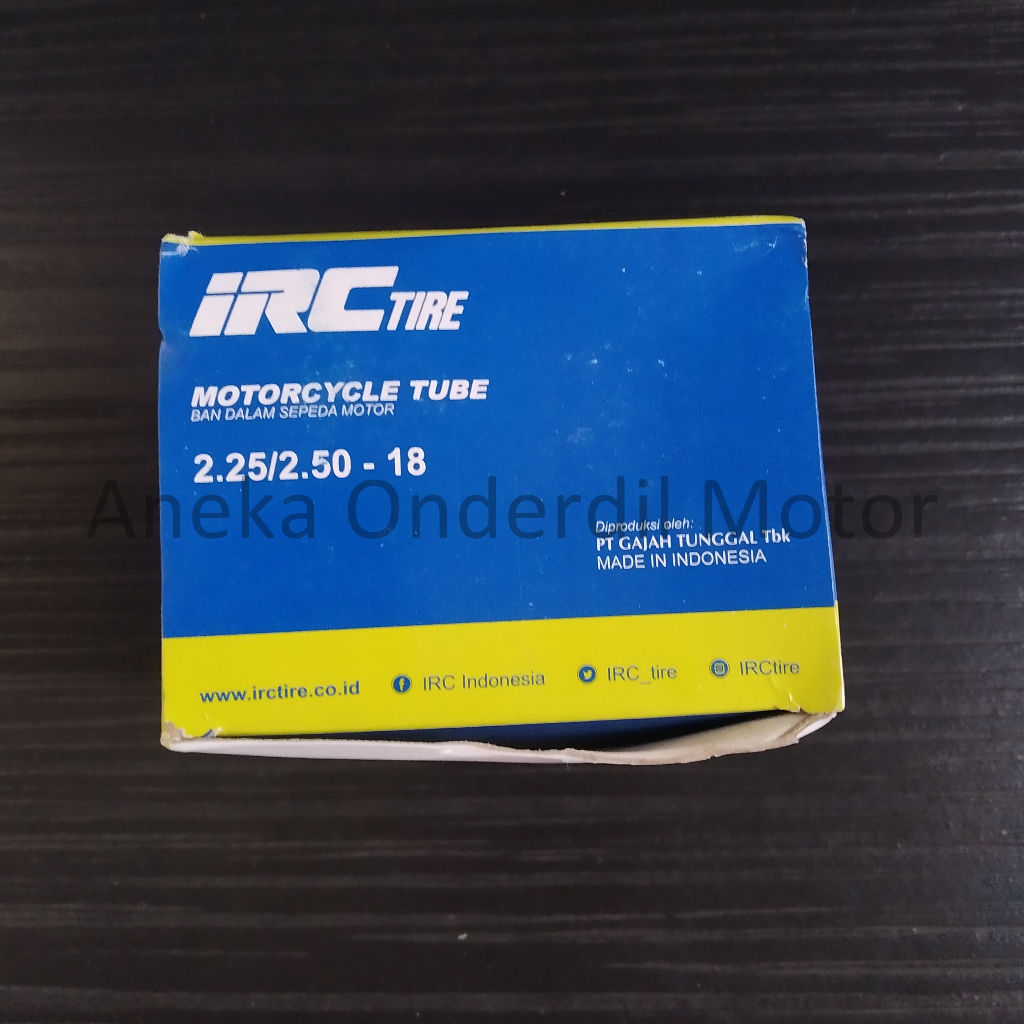 IRC TIRE
MOTORCYCLE TUBE
BAN DALAM SEPEDA MOTOR
2.25/2.50 - 18
Aneka Onderdil Motor
Diproduksi oleh:
PT GAJAH TUNGGAL Tbk
MADE IN INDONESIA
www.irctire.co.id IRC Indonesia IRC_tire IRCtire